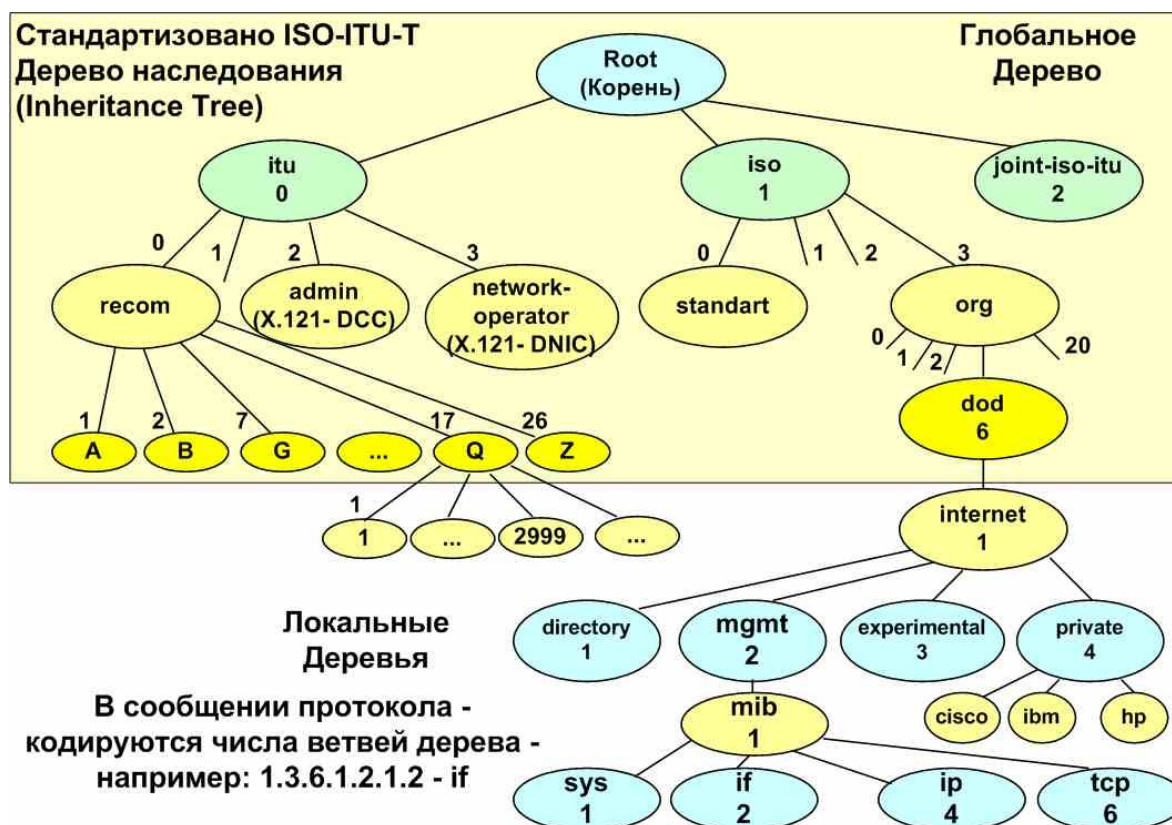 Стандартизовано ISO-ITU-T
Дерево наследования
(Inheritance Tree)
Глобальное
Дерево
Root
(Корень)
itu
0
iso
1
joint-iso-itu
2
0
1
2
3
0
1
2
3
recom
admin
(X.121- DCC)
network-
operator
(X.121- DNIC)
standart
org
0
1
2
20
dod
6
1
2
7
17
26
A
B
G
...
Q
Z
1
1
...
2999
...
internet
1
Локальные
Деревья
directory
1
mgmt
2
experimental
3
private
4
В сообщении протокола -
кодируются числа ветвей дерева -
например: 1.3.6.1.2.1.2 - if
mib
1
cisco
ibm
hp
sys
1
if
2
ip
4
tcp
6